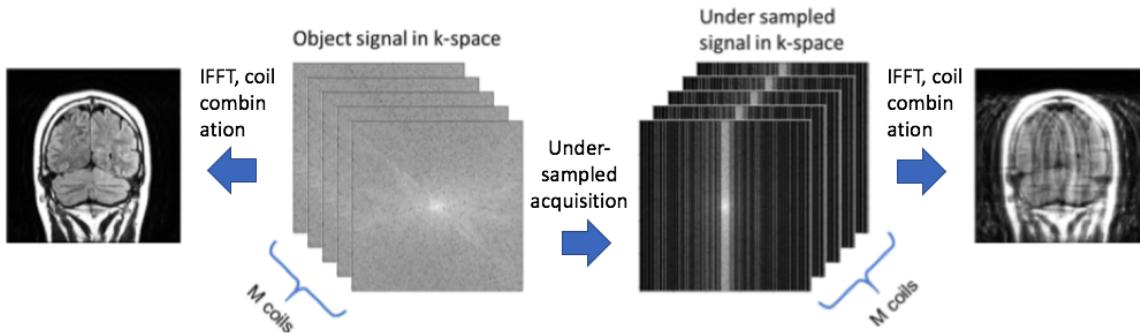 Object signal in k-space
Under sampled
signal in k-space
IFFT, coil
combin
ation
Under-
sampled
acquisition
IFFT, coil
combin
ation
M coils
M coils